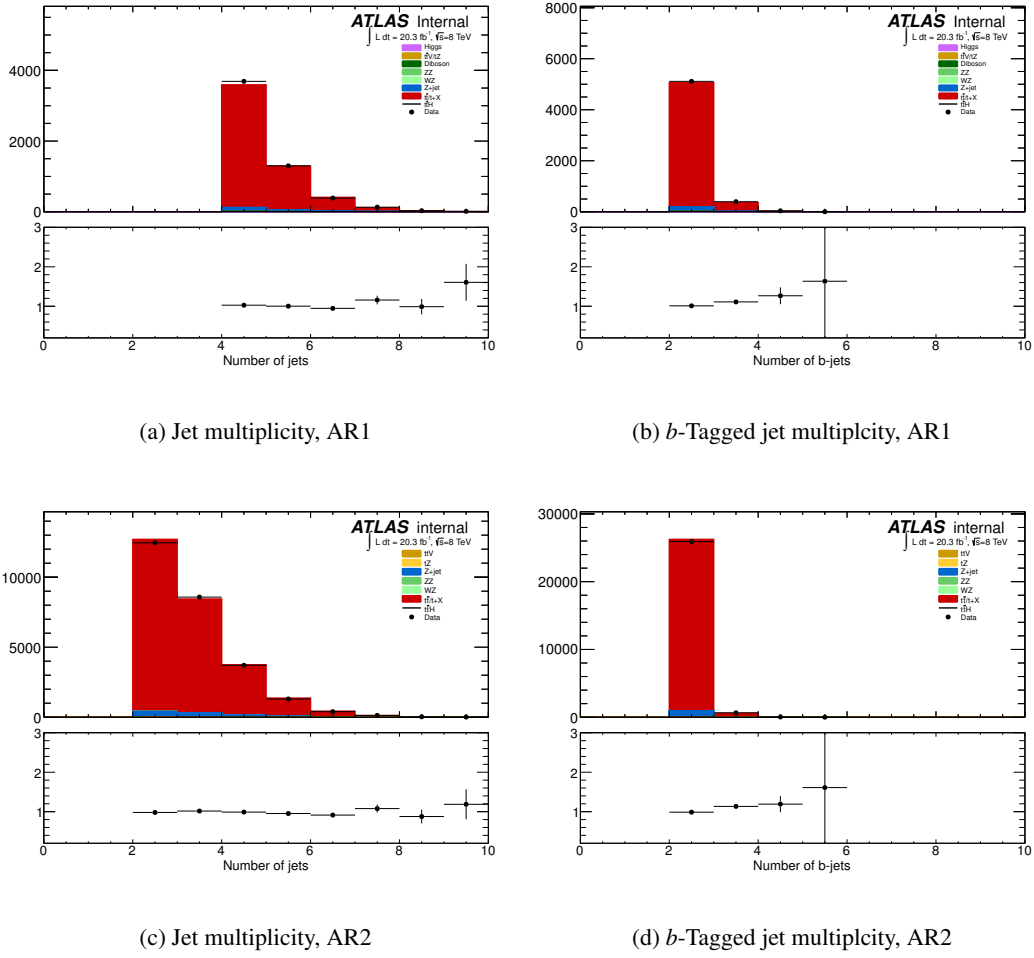 ATLAS Internal
∫ L dt = 20.3 fb⁻¹, √s=8 TeV
Higgs
tt̄V/tZ
Diboson
ZZ
WZ
Z+jet
tt̄/t+X
tt̄H
Data
4000
2000
0
3
2
1
0 2 4 6 8 10
Number of jets
(a) Jet multiplicity, AR1
8000
ATLAS Internal
∫ L dt = 20.3 fb⁻¹, √s=8 TeV
Higgs
tt̄V/tZ
Diboson
ZZ
WZ
Z+jet
tt̄/t+X
tt̄H
Data
6000
4000
2000
0
3
2
1
0 2 4 6 8 10
Number of b-jets
(b) b-Tagged jet multiplcity, AR1
ATLAS internal
∫ L dt = 20.3 fb⁻¹, √s=8 TeV
ttV
tZ
Z+jet
ZZ
WZ
tt̄/t+X
tt̄H
Data
10000
5000
0
3
2
1
0 2 4 6 8 10
Number of jets
(c) Jet multiplicity, AR2
30000
ATLAS internal
∫ L dt = 20.3 fb⁻¹, √s=8 TeV
ttV
tZ
Z+jet
ZZ
WZ
tt̄/t+X
tt̄H
Data
20000
10000
0
3
2
1
0 2 4 6 8 10
Number of b-jets
(d) b-Tagged jet multiplcity, AR2